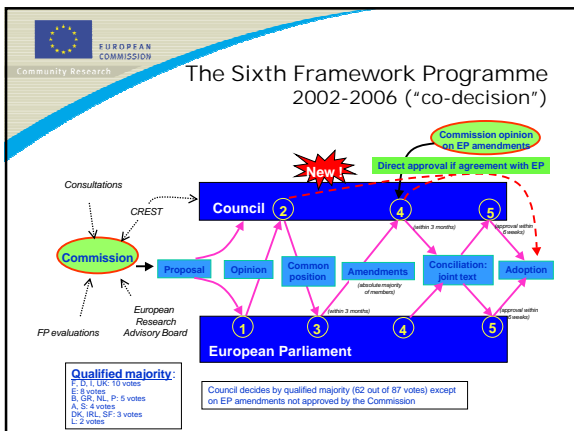 EUROPEAN
COMMISSION
Community Research
The Sixth Framework Programme
2002-2006 ("co-decision")
Commission opinion
on EP amendments
New !
Direct approval if agreement with EP
Consultations
CREST
Council
2
4
5
(within 3 months)
(approval within
6 weeks)
Commission
Proposal
Opinion
Common
position
Amendments
(absolute majority
of members)
Conciliation:
joint text
Adoption
FP evaluations
European
Research
Advisory Board
1
3
(within 3 months)
4
5
(approval within
6 weeks)
European Parliament
Qualified majority:
F, D, I, UK: 10 votes
E: 8 votes
B, GR, NL, P: 5 votes
A, S: 4 votes
DK, IRL, SF: 3 votes
L: 2 votes
Council decides by qualified majority (62 out of 87 votes) except
on EP amendments not approved by the Commission